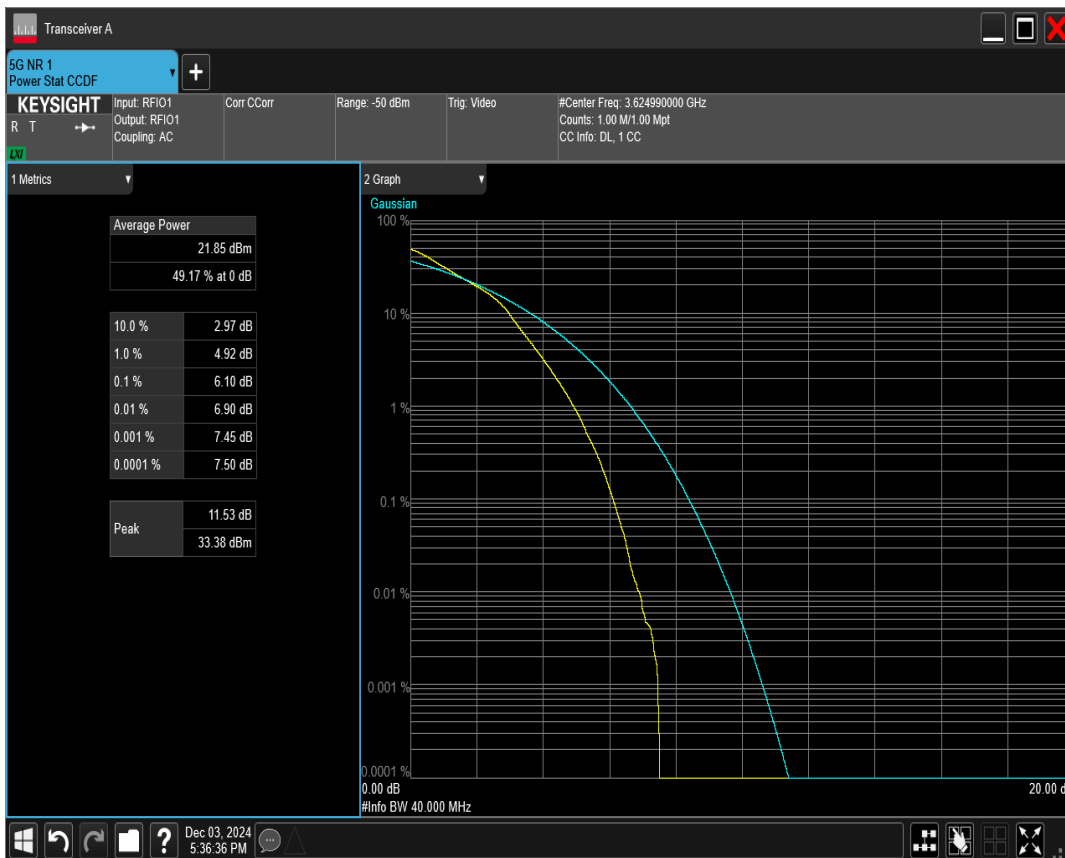 Transceiver A
5G NR 1
Power Stat CCDF
KEYSIGHT
R T
LXI
Input: RFIO1
Output: RFIO1
Coupling: AC
Corr CCorr
Range: -50 dBm
Trig: Video
#Center Freq: 3.624990000 GHz
Counts: 1.00 M/1.00 Mpt
CC Info: DL, 1 CC
1 Metrics
Average Power
21.85 dBm
49.17 % at 0 dB
10.0 % 2.97 dB
1.0 % 4.92 dB
0.1 % 6.10 dB
0.01 % 6.90 dB
0.001 % 7.45 dB
0.0001 % 7.50 dB
Peak
11.53 dB
33.38 dBm
2 Graph
Gaussian
100 %
10 %
1 %
0.1 %
0.01 %
0.001 %
0.0001 %
0.00 dB
20.00 d
#Info BW 40.000 MHz
?
Dec 03, 2024
5:36:36 PM